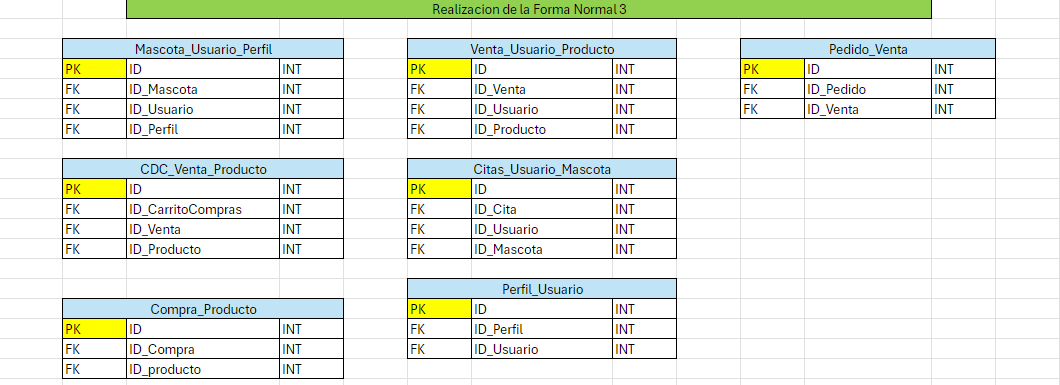 Realizacion de la Forma Normal 3
Mascota_Usuario_Perfil
PK ID INT
FK ID_Mascota INT
FK ID_Usuario INT
FK ID_Perfil INT
Venta_Usuario_Producto
PK ID INT
FK ID_Venta INT
FK ID_Usuario INT
FK ID_Producto INT
Pedido_Venta
PK ID INT
FK ID_Pedido INT
FK ID_Venta INT
CDC_Venta_Producto
PK ID INT
FK ID_CarritoCompras INT
FK ID_Venta INT
FK ID_Producto INT
Citas_Usuario_Mascota
PK ID INT
FK ID_Cita INT
FK ID_Usuario INT
FK ID_Mascota INT
Compra_Producto
PK ID INT
FK ID_Compra INT
FK ID_producto INT
Perfil_Usuario
PK ID INT
FK ID_Perfil INT
FK ID_Usuario INT